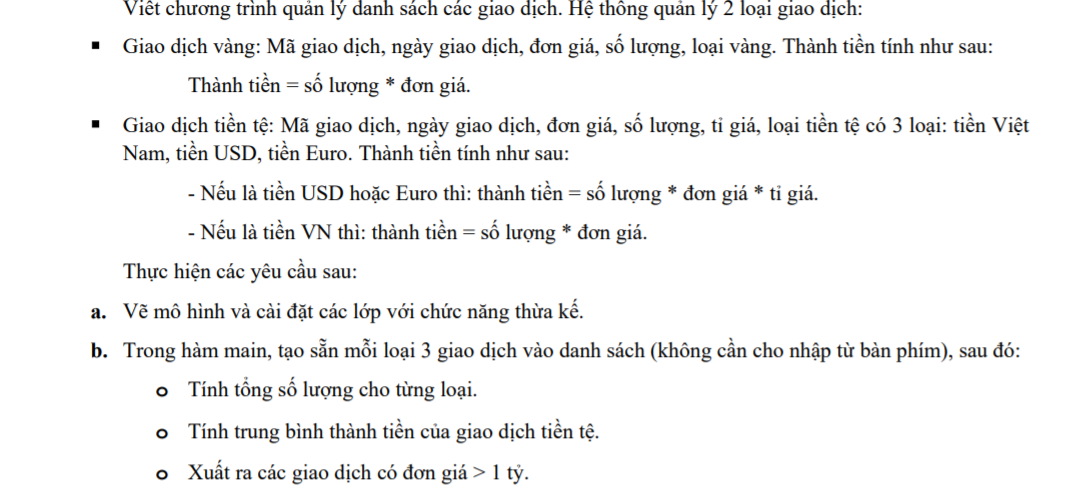 Viết chương trình quản lý danh sách các giao dịch. Hệ thống quản lý 2 loại giao dịch:
▪ Giao dịch vàng: Mã giao dịch, ngày giao dịch, đơn giá, số lượng, loại vàng. Thành tiền tính như sau:
Thành tiền = số lượng * đơn giá.
▪ Giao dịch tiền tệ: Mã giao dịch, ngày giao dịch, đơn giá, số lượng, tỉ giá, loại tiền tệ có 3 loại: tiền Việt
Nam, tiền USD, tiền Euro. Thành tiền tính như sau:
- Nếu là tiền USD hoặc Euro thì: thành tiền = số lượng * đơn giá * tỉ giá.
- Nếu là tiền VN thì: thành tiền = số lượng * đơn giá.
Thực hiện các yêu cầu sau:
a. Vẽ mô hình và cài đặt các lớp với chức năng thừa kế.
b. Trong hàm main, tạo sẵn mỗi loại 3 giao dịch vào danh sách (không cần cho nhập từ bàn phím), sau đó:
o Tính tổng số lượng cho từng loại.
o Tính trung bình thành tiền của giao dịch tiền tệ.
o Xuất ra các giao dịch có đơn giá > 1 tỷ.